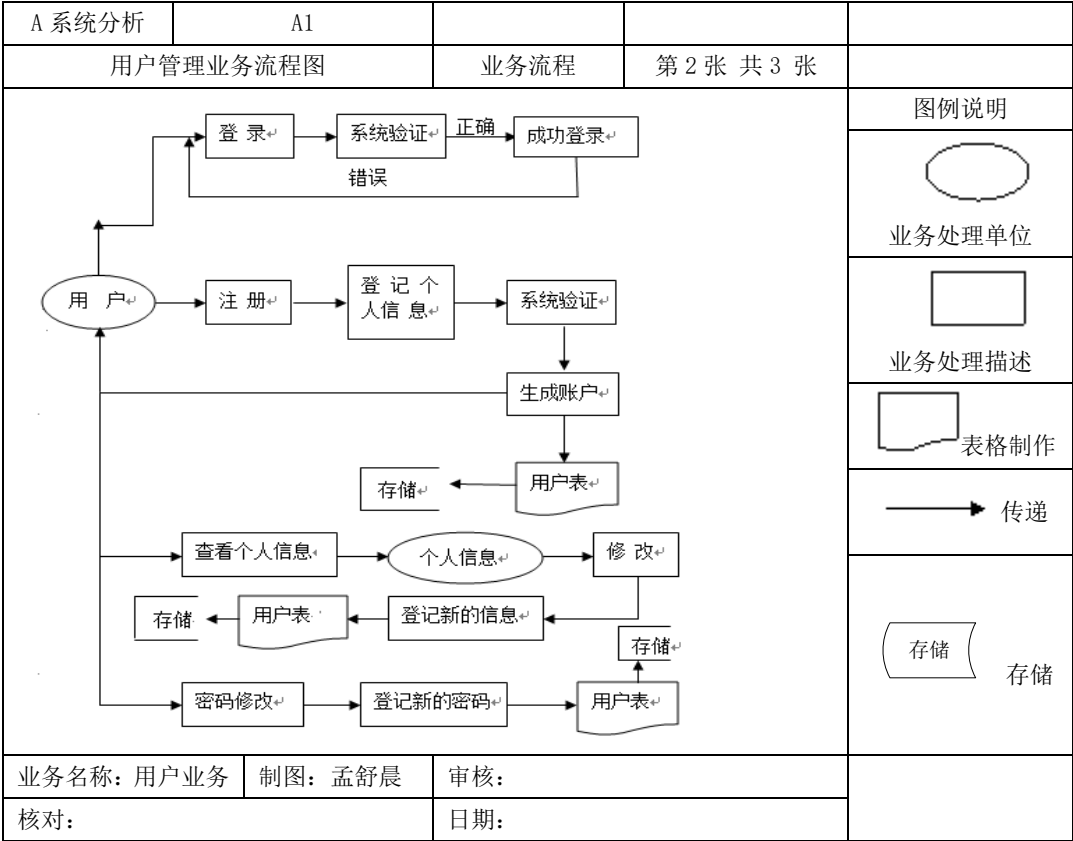 A 系统分析
A1
用户管理业务流程图
业务流程
第 2 张 共 3 张
图例说明
登 录
系统验证
正确
成功登录
错误
业务处理单位
用 户
注 册
登 记 个
人信 息
系统验证
业务处理描述
生成账户
表格制作
存储
用户表
传递
查看个人信息
个人信息
修 改
存储
用户表
登记新的信息
存储
存储
存储
密码修改
登记新的密码
用户表
业务名称：用户业务
制图：孟舒晨
审核：
核对：
日期：